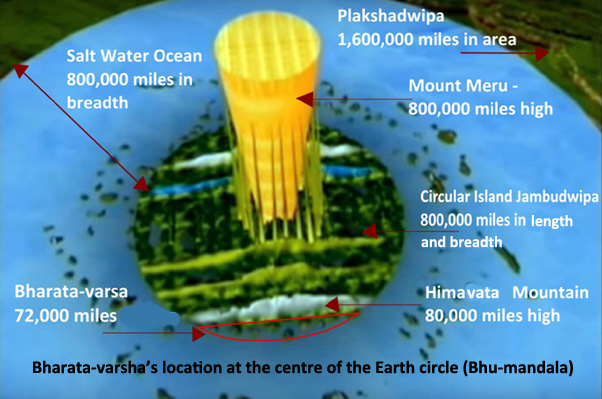 Plakshadwipa
1,600,000 miles in area
Salt Water Ocean
800,000 miles in
breadth
Mount Meru -
800,000 miles high
Circular Island Jambudwipa
800,000 miles in length
and breadth
Bharata-varsa
72,000 miles
Himavata Mountain
80,000 miles high
Bharata-varsha's location at the centre of the Earth circle (Bhu-mandala)